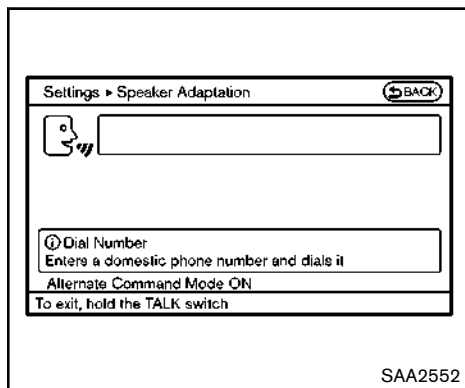 Settings ▸ Speaker Adaptation
BACK
Dial Number
Enters a domestic phone number and dials it
Alternate Command Mode ON
To exit, hold the TALK switch
SAA2552